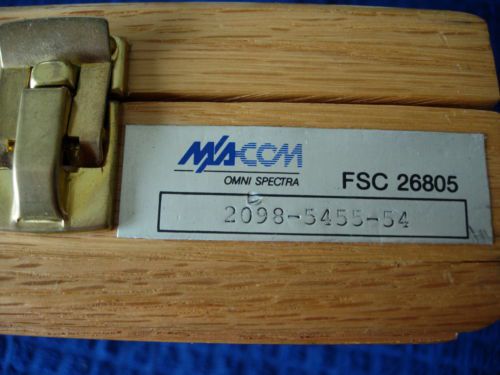 M/A-COM
OMNI SPECTRA
FSC 26805
2098-5455-54